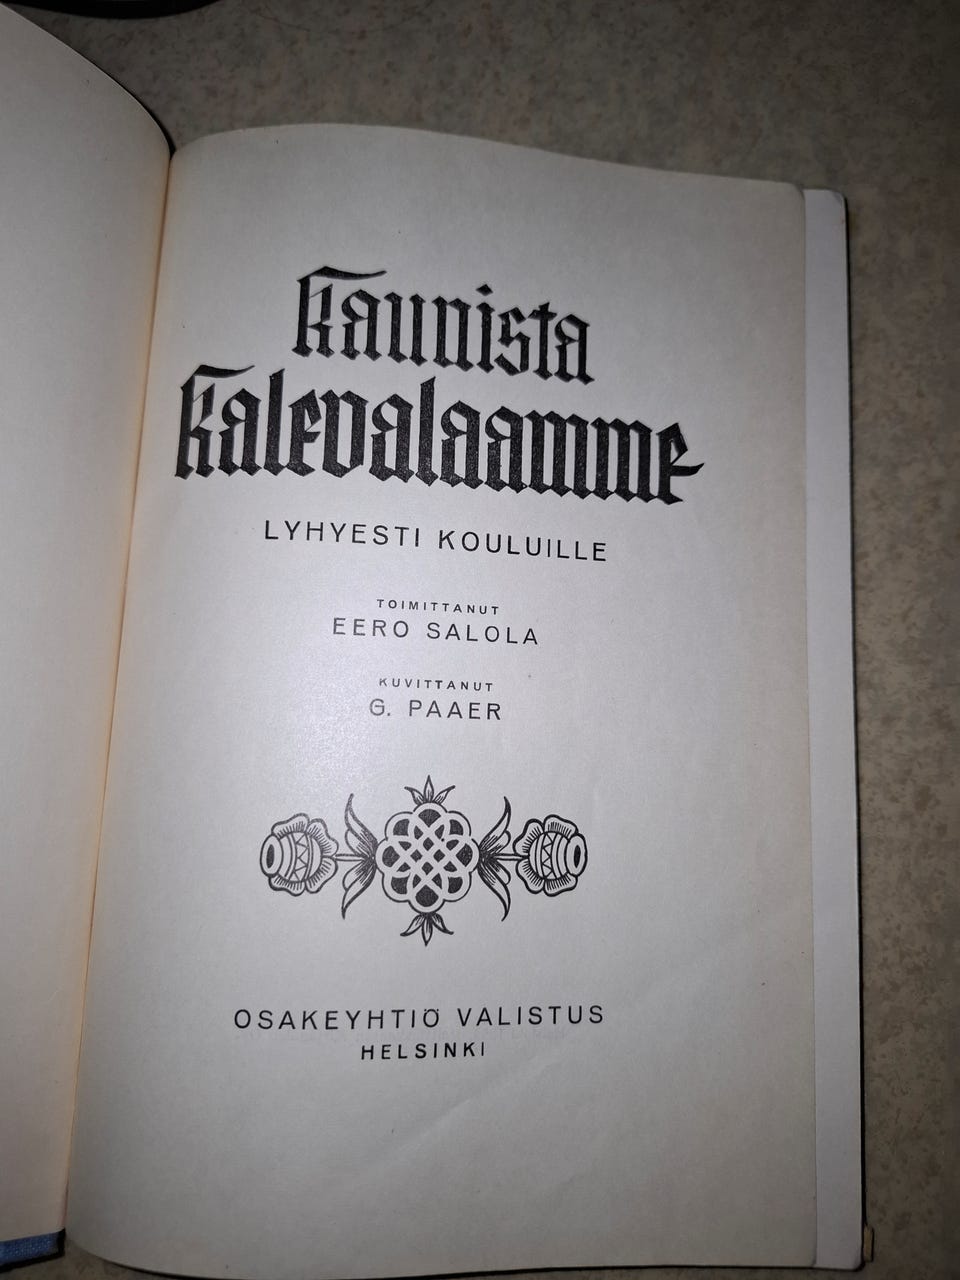 Kaunista
Kalevalaamme
LYHYESTI KOULUILLE
TOIMITTANUT
EERO SALOLA
KUVITTANUT
G. PAAER
OSAKEYHTIÖ VALISTUS
HELSINKI